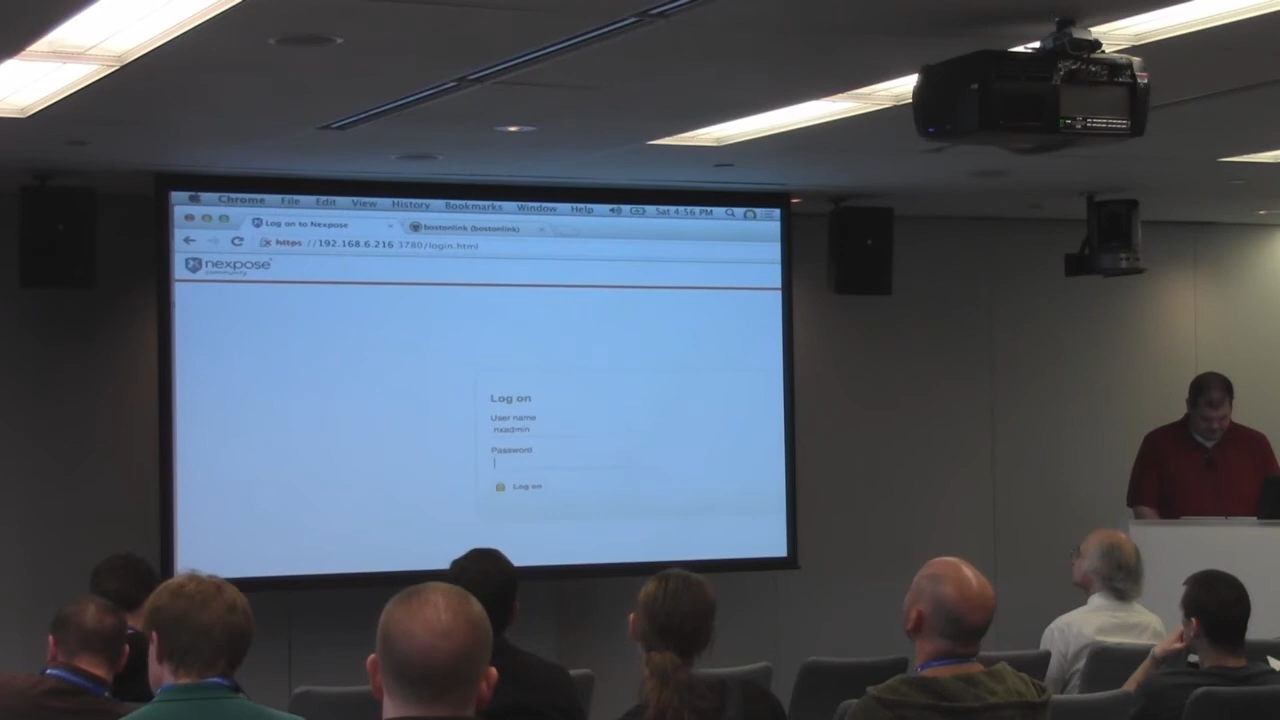 Chrome File Edit View History Bookmarks Window Help Sat 4:56 PM
Log on to Nexpose bostonlink (bostonlink)
https://192.168.6.216:3780/login.html
nexpose
community
Log on
User name
nxadmin
Password
Log on